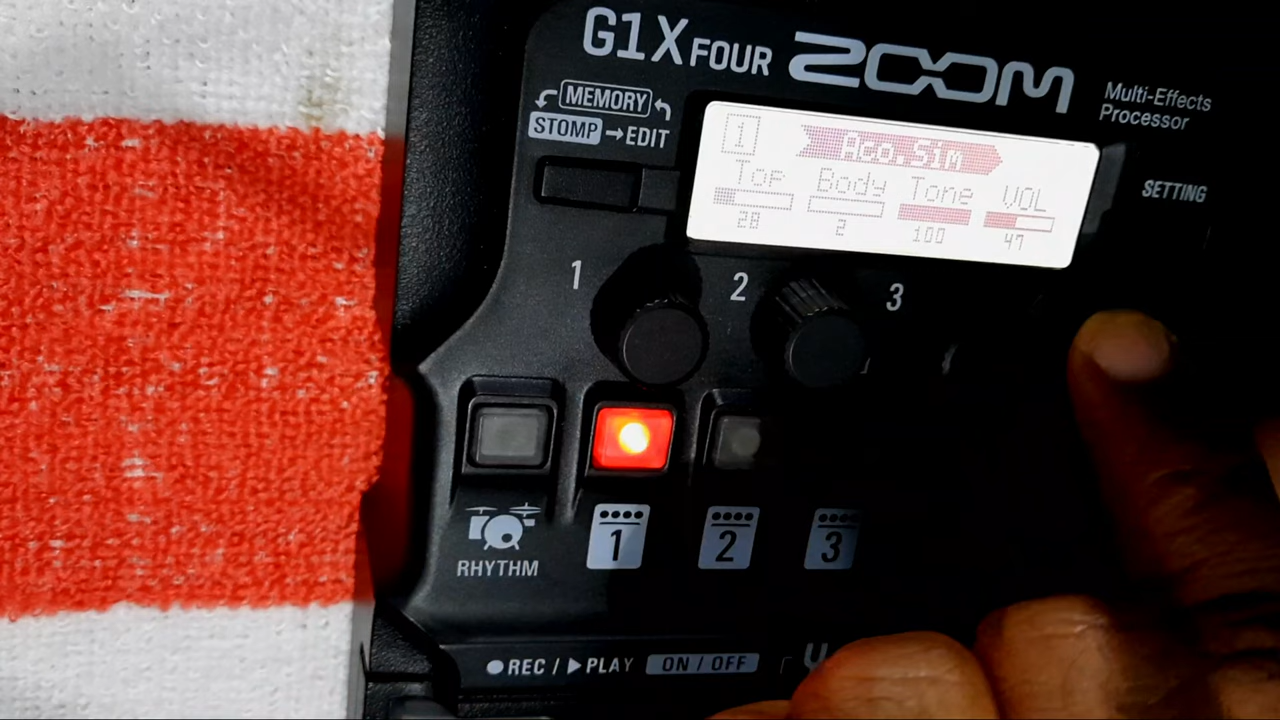 G1X FOUR ZOOM
Multi-Effects
Processor
MEMORY
STOMP → EDIT
SETTING
1 Aco.Sim
Top Body Tone VOL
28 2 100 47
1 2 3
1 2 3
RHYTHM
●REC / ▶PLAY ON / OFF